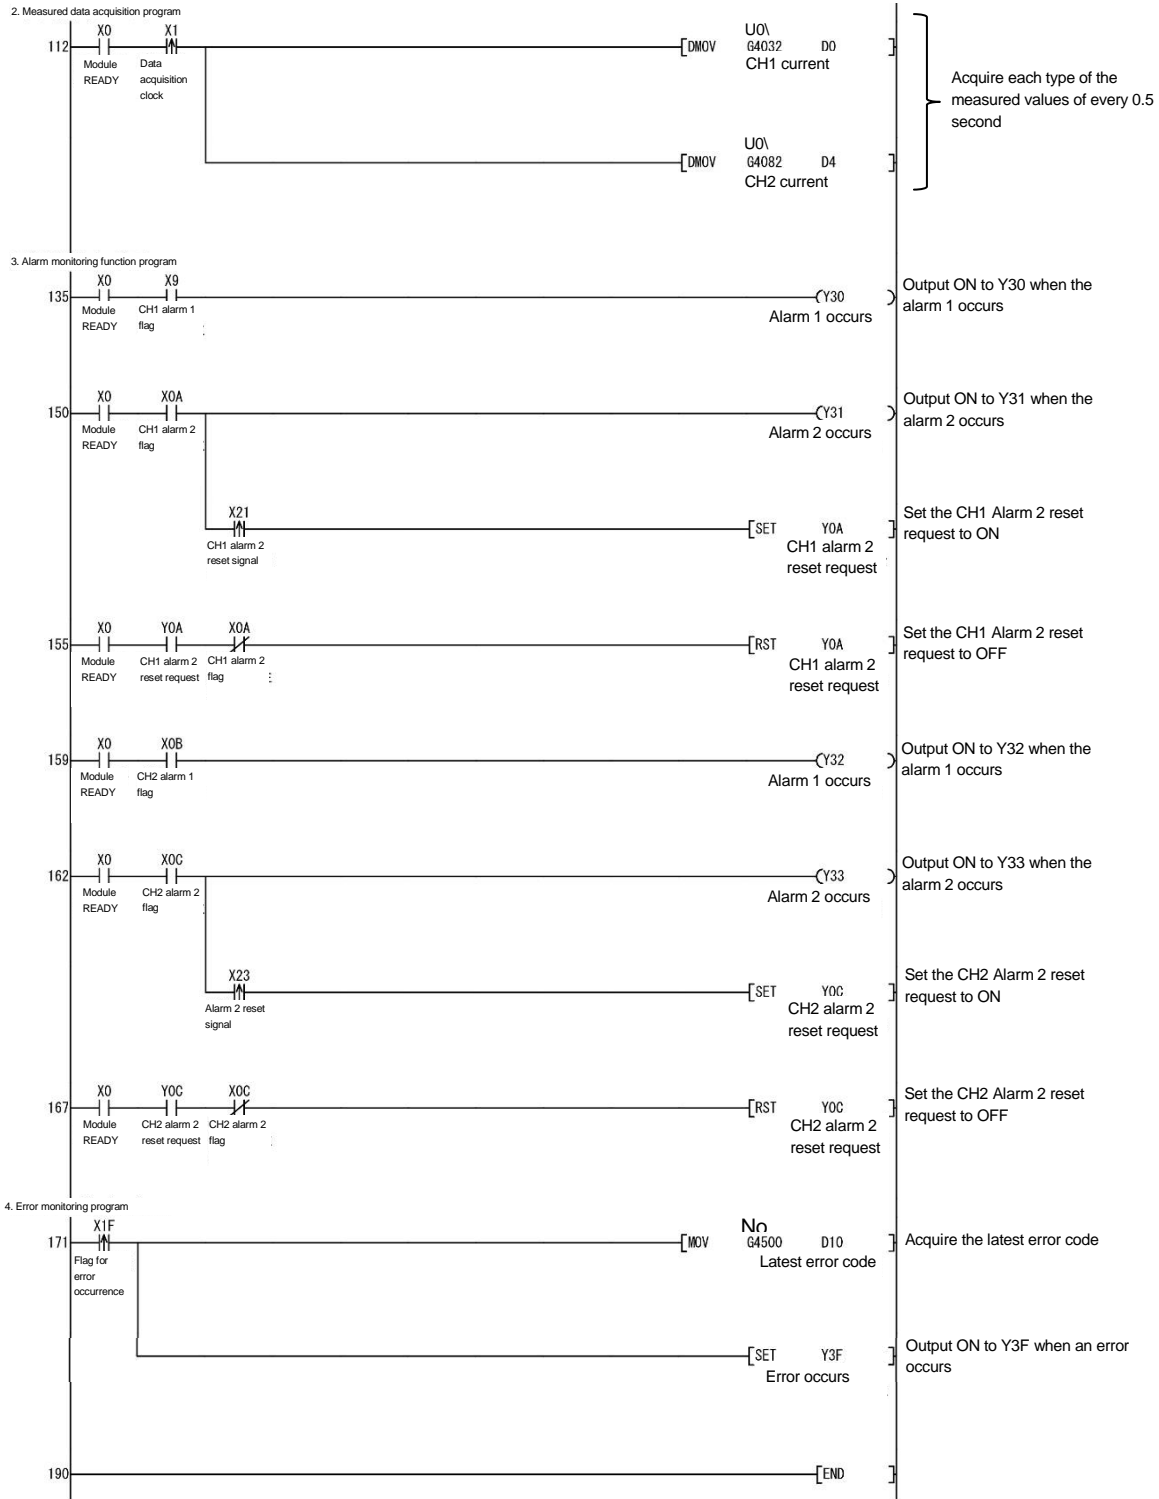 2. Measured data acquisition program
X0 X1 U0\
112 DMOV G4032 D0
Module READY
Data acquisition clock
CH1 current
Acquire each type of the
measured values of every 0.5
second
U0\
DMOV G4082 D4
CH2 current
3. Alarm monitoring function program
X0 X9
135 Y30
Module READY
CH1 alarm 1 flag
Alarm 1 occurs
Output ON to Y30 when the
alarm 1 occurs
X0 X0A
150 Y31
Module READY
CH1 alarm 2 flag
Alarm 2 occurs
Output ON to Y31 when the
alarm 2 occurs
X21
SET Y0A
CH1 alarm 2
reset signal
CH1 alarm 2
reset request
Set the CH1 Alarm 2 reset
request to ON
X0 Y0A X0A
155 RST Y0A
Module READY
CH1 alarm 2
reset request
CH1 alarm 2
flag
CH1 alarm 2
reset request
Set the CH1 Alarm 2 reset
request to OFF
X0 X0B
159 Y32
Module READY
CH2 alarm 1
flag
Alarm 1 occurs
Output ON to Y32 when the
alarm 1 occurs
X0 X0C
162 Y33
Module READY
CH2 alarm 2
flag
Alarm 2 occurs
Output ON to Y33 when the
alarm 2 occurs
X23
SET Y0C
Alarm 2 reset
signal
CH2 alarm 2
reset request
Set the CH2 Alarm 2 reset
request to ON
X0 Y0C X0C
167 RST Y0C
Module READY
CH2 alarm 2
reset request
CH2 alarm 2
flag
CH2 alarm 2
reset request
Set the CH2 Alarm 2 reset
request to OFF
4. Error monitoring program
X1F No
171 MOV G4500 D10
Flag for
error
occurrence
Latest error code
Acquire the latest error code
SET Y3F
Error occurs
Output ON to Y3F when an error
occurs
190 END